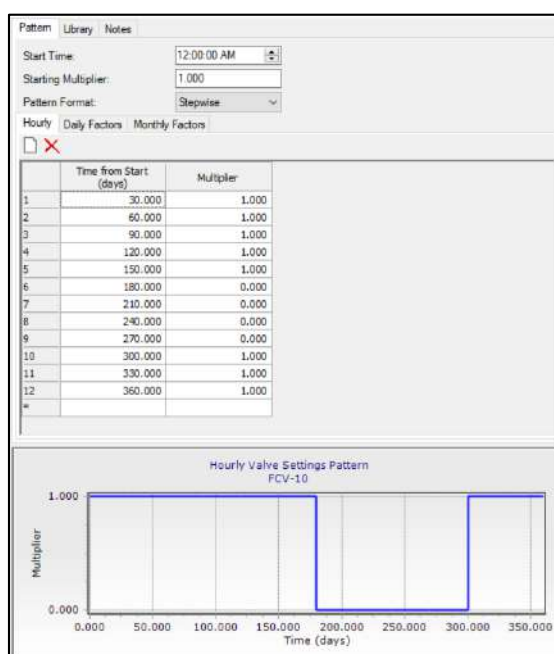 Pattern Library Notes
Start Time: 12:00:00 AM
Starting Multiplier: 1.000
Pattern Format: Stepwise
Hourly Daily Factors Monthly Factors
Time from Start (days) Multiplier
1 30.000 1.000
2 60.000 1.000
3 90.000 1.000
4 120.000 1.000
5 150.000 1.000
6 180.000 0.000
7 210.000 0.000
8 240.000 0.000
9 270.000 0.000
10 300.000 1.000
11 330.000 1.000
12 360.000 1.000
*
Hourly Valve Settings Pattern
FCV-10
1.000
Multiplier
0.000
0.000 50.000 100.000 150.000 200.000 250.000 300.000 350.000
Time (days)